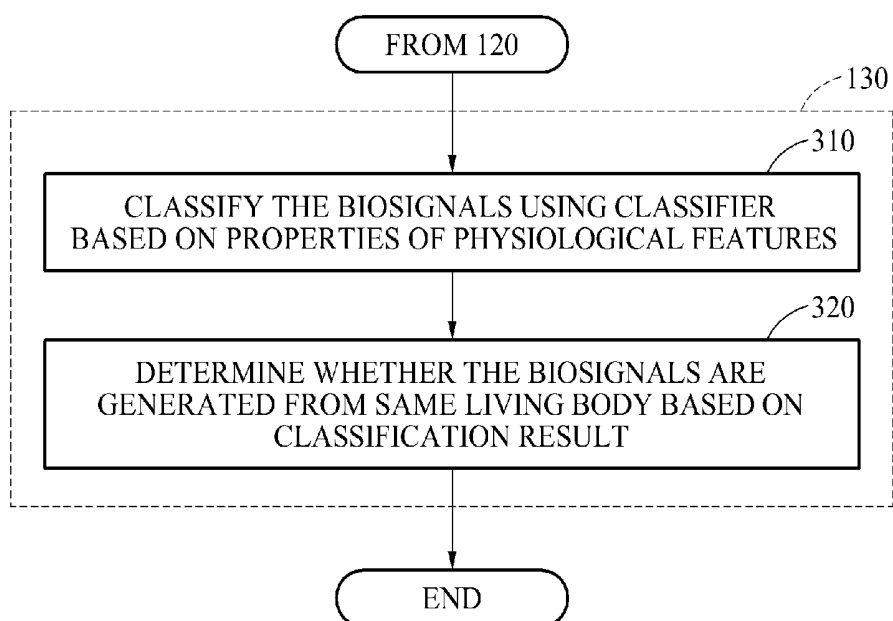 FROM 120
130
310
CLASSIFY THE BIOSIGNALS USING CLASSIFIER
BASED ON PROPERTIES OF PHYSIOLOGICAL FEATURES
320
DETERMINE WHETHER THE BIOSIGNALS ARE
GENERATED FROM SAME LIVING BODY BASED ON
CLASSIFICATION RESULT
END